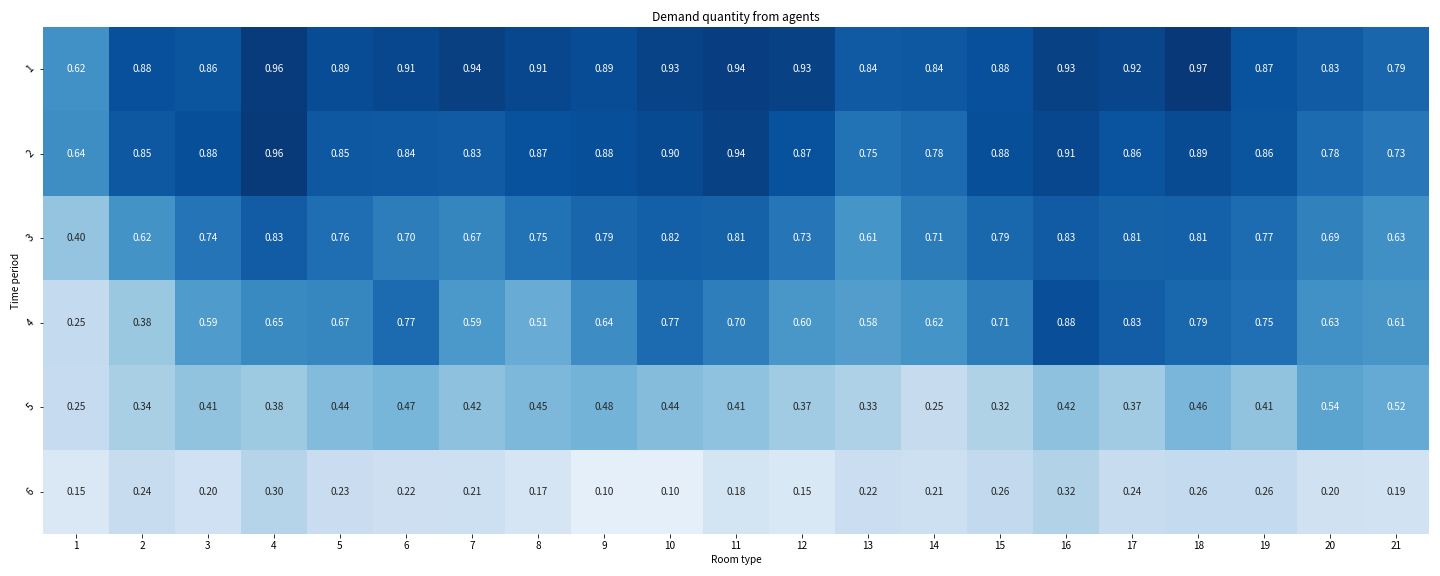 Demand quantity from agents
1 0.62 0.88 0.86 0.96 0.89 0.91 0.94 0.91 0.89 0.93 0.94 0.93 0.84 0.84 0.88 0.93 0.92 0.97 0.87 0.83 0.79
2 0.64 0.85 0.88 0.96 0.85 0.84 0.83 0.87 0.88 0.90 0.94 0.87 0.75 0.78 0.88 0.91 0.86 0.89 0.86 0.78 0.73
3 0.40 0.62 0.74 0.83 0.76 0.70 0.67 0.75 0.79 0.82 0.81 0.73 0.61 0.71 0.79 0.83 0.81 0.81 0.77 0.69 0.63
Time period
4 0.25 0.38 0.59 0.65 0.67 0.77 0.59 0.51 0.64 0.77 0.70 0.60 0.58 0.62 0.71 0.88 0.83 0.79 0.75 0.63 0.61
5 0.25 0.34 0.41 0.38 0.44 0.47 0.42 0.45 0.48 0.44 0.41 0.37 0.33 0.25 0.32 0.42 0.37 0.46 0.41 0.54 0.52
6 0.15 0.24 0.20 0.30 0.23 0.22 0.21 0.17 0.10 0.10 0.18 0.15 0.22 0.21 0.26 0.32 0.24 0.26 0.26 0.20 0.19
1 2 3 4 5 6 7 8 9 10 11 12 13 14 15 16 17 18 19 20 21
Room type